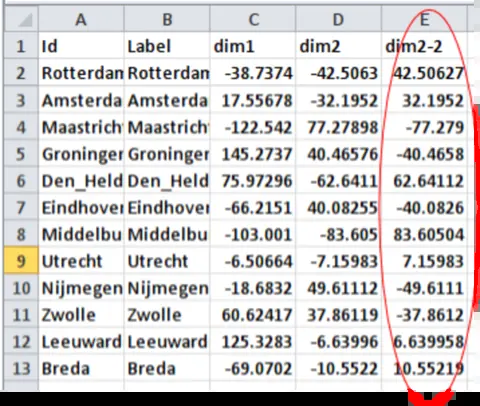 A B C D E
1 Id Label dim1 dim2 dim2-2
2 Rotterdam Rotterdam -38.7374 -42.5063 42.50627
3 Amsterda Amsterda 17.55678 -32.1952 32.1952
4 Maastrich Maastrich -122.542 77.27898 -77.279
5 Groninger Groninger 145.2737 40.46576 -40.4658
6 Den_Held Den_Held 75.97296 -62.6411 62.64112
7 Eindhover Eindhover -66.2151 40.08255 -40.0826
8 Middelbu Middelbu -103.001 -83.605 83.60504
9 Utrecht Utrecht -6.50664 -7.15983 7.15983
10 Nijmegen Nijmegen -18.6832 49.61112 -49.6111
11 Zwolle Zwolle 60.62417 37.86119 -37.8612
12 Leeuward Leeuward 125.3283 -6.63996 6.639958
13 Breda Breda -69.0702 -10.5522 10.55219